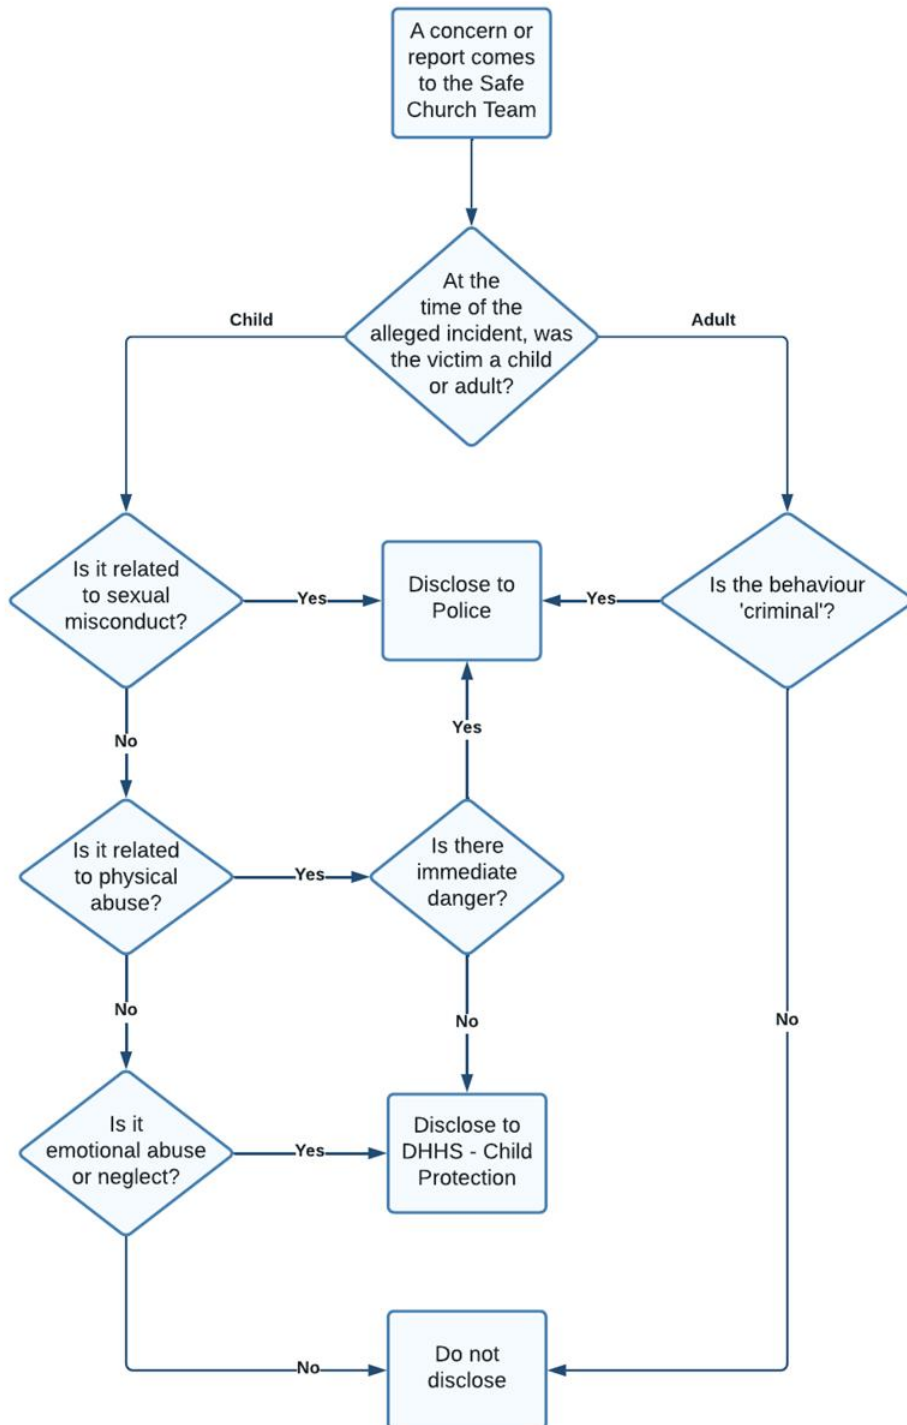 A concern or
report comes
to the Safe
Church Team
At the
time of the
alleged incident, was
the victim a child
or adult?
Child
Adult
Is it related
to sexual
misconduct?
Yes
Disclose to
Police
Yes
Is the behaviour
'criminal'?
No
Yes
Is it related
to physical
abuse?
Yes
Is there
immediate
danger?
No
No
No
Is it
emotional abuse
or neglect?
Yes
Disclose to
DHHS - Child
Protection
No
Do not
disclose